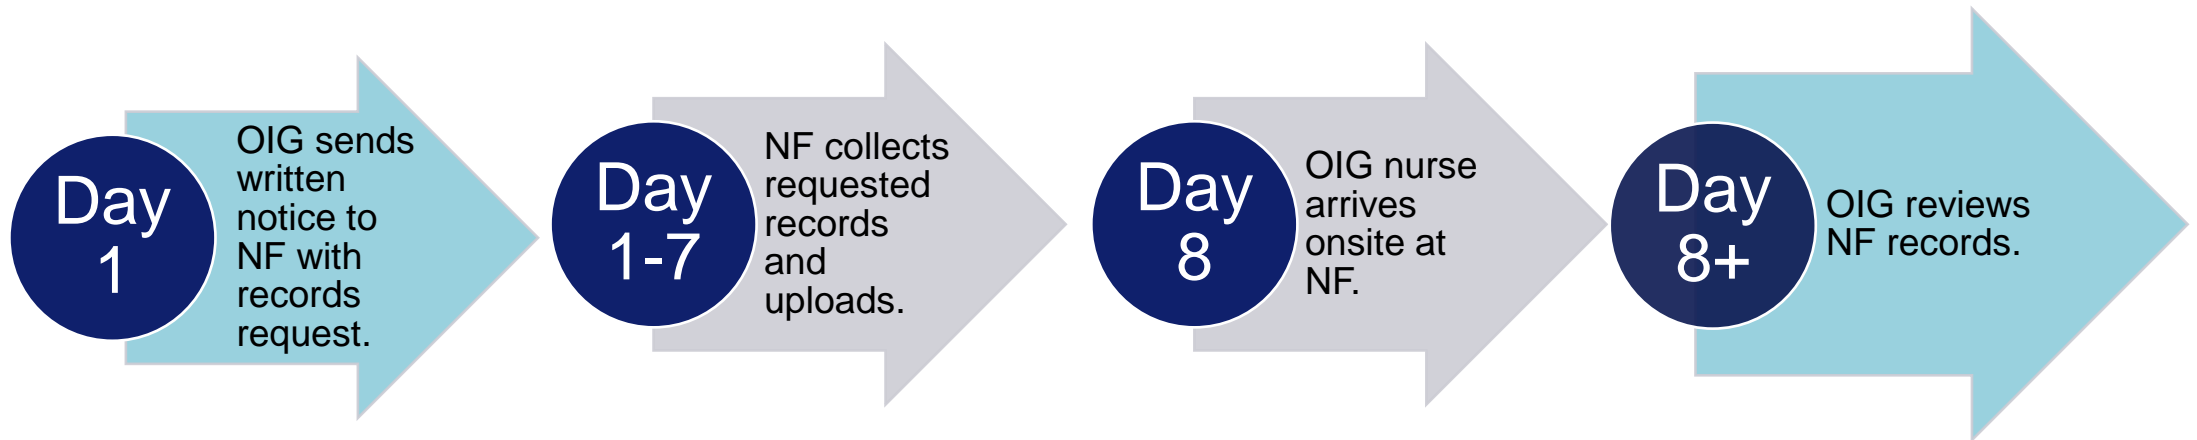 Day
1
OIG sends
written
notice to
NF with
records
request.
Day
1-7
NF collects
requested
records
and
uploads.
Day
8
OIG nurse
arrives
onsite at
NF.
Day
8+
OIG reviews
NF records.